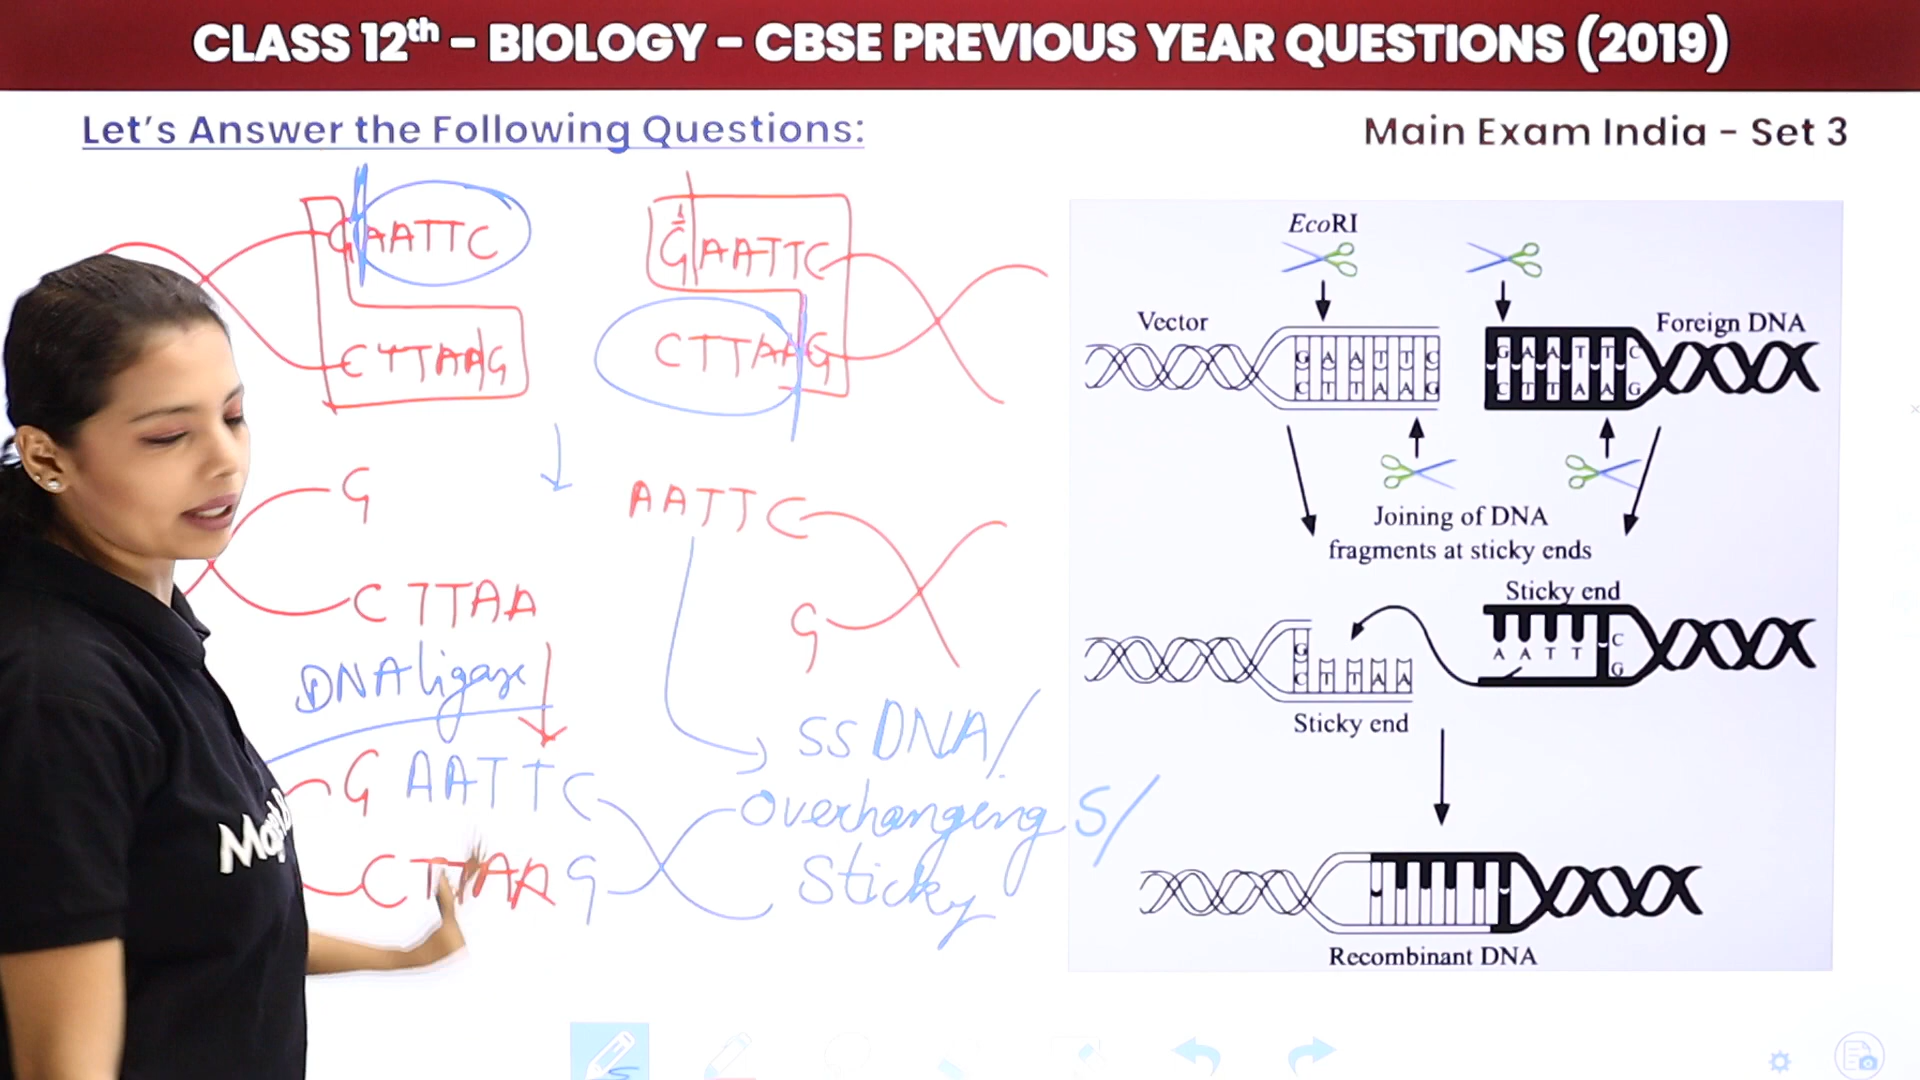 CLASS 12th - BIOLOGY - CBSE PREVIOUS YEAR QUESTIONS (2019)
Let's Answer the Following Questions:
Main Exam India - Set 3
GAATTC
CTTAAG
GAATTC
CTTAAG
G
CTTAA
AATTC
G
DNA ligase
G AATTC
CTTAA G
SS DNA/
Overhanging S/
Sticky
EcoRI
Vector
Foreign DNA
G A A T T C
C T T A A G
G A A T T C
C T T A A G
Joining of DNA
fragments at sticky ends
Sticky end
G
C T T A A
A A T T C
G
Sticky end
Recombinant DNA